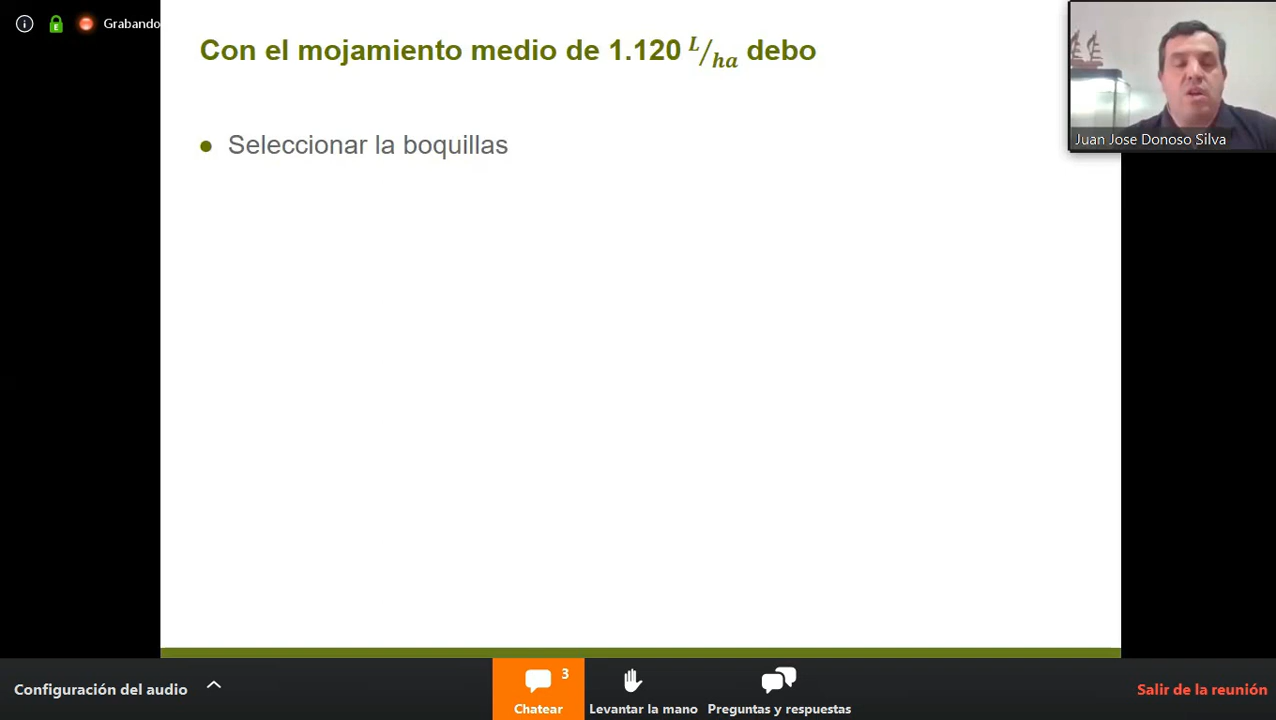 Grabando
Con el mojamiento medio de 1.120 L/ha debo
Juan Jose Donoso Silva
• Seleccionar la boquillas
Configuración del audio
3
Chatear
Levantar la mano
Preguntas y respuestas
Salir de la reunión